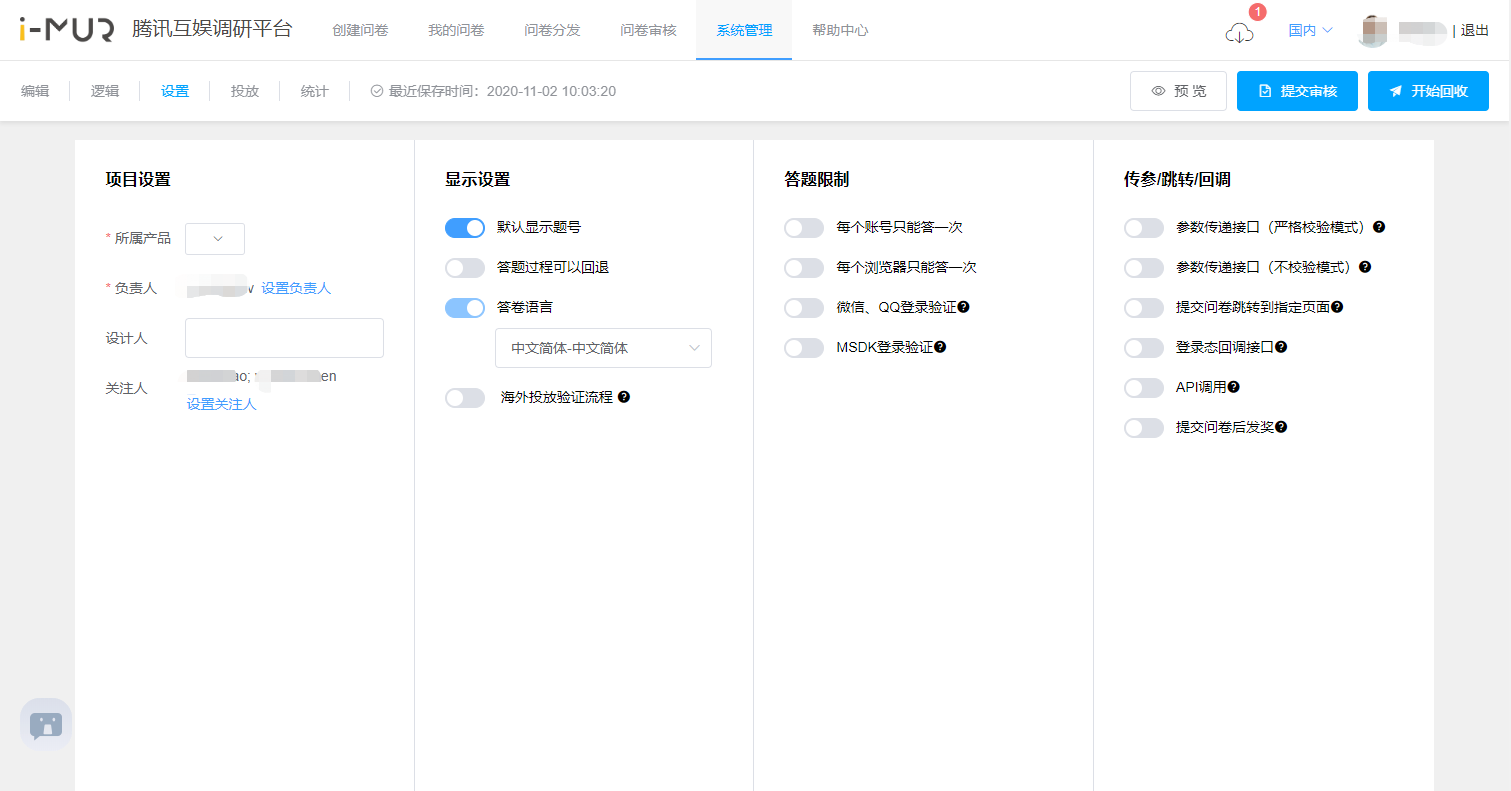 i-MUR 腾讯互娱调研平台 创建问卷 我的问卷 问卷分发 问卷审核 系统管理 帮助中心 1 国内 | 退出
编辑 逻辑 设置 投放 统计 最近保存时间：2020-11-02 10:03:20 预 览 提交审核 开始回收
项目设置
* 所属产品
* 负责人 设置负责人
设计人
关注人
设置关注人
显示设置
默认显示题号
答题过程可以回退
答卷语言
中文简体-中文简体
海外投放验证流程 ?
答题限制
每个账号只能答一次
每个浏览器只能答一次
微信、QQ登录验证?
MSDK登录验证?
传参/跳转/回调
参数传递接口（严格校验模式）?
参数传递接口（不校验模式）?
提交问卷跳转到指定页面?
登录态回调接口?
API调用?
提交问卷后发奖?